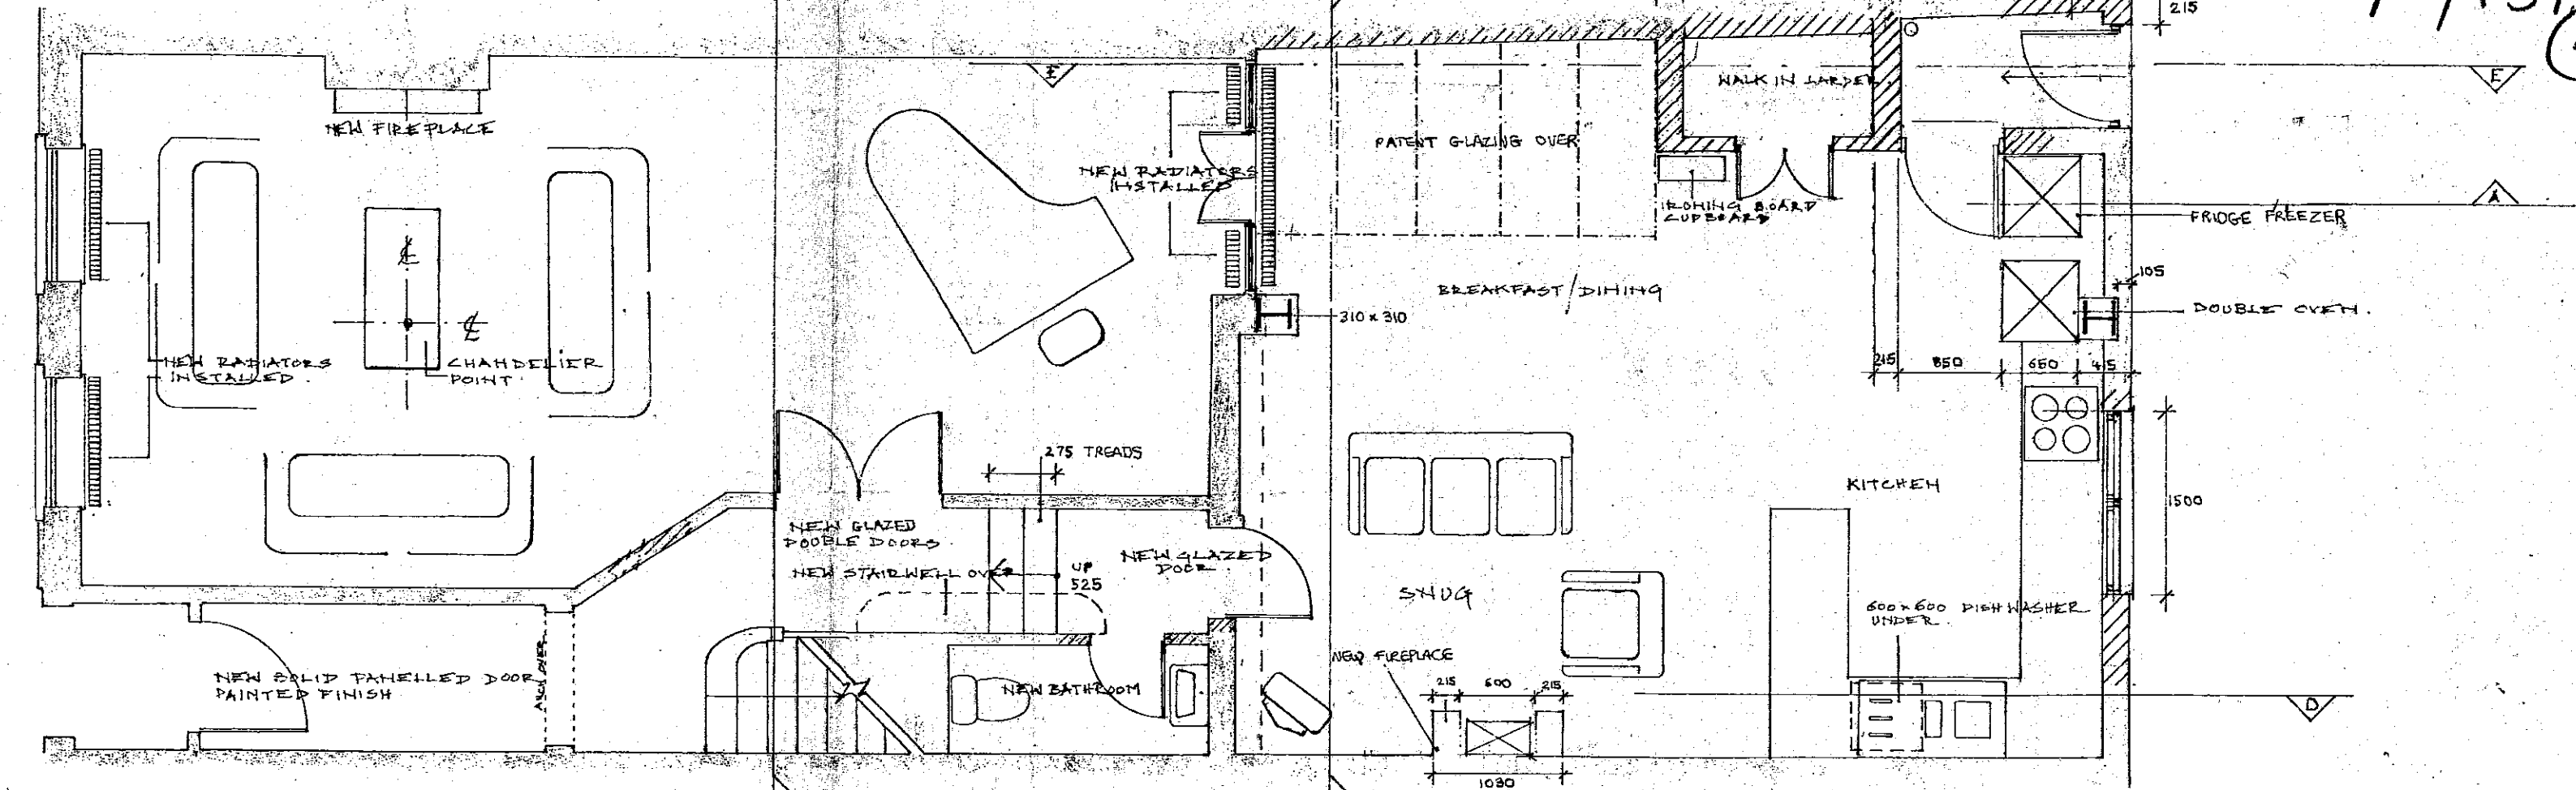 215
E
E
WALK IN LARDER
NEW FIREPLACE
PATENT GLAZING OVER
NEW RADIATORS
INSTALLED
IRONING BOARD
CUPBOARD
A
FRIDGE FREEZER
BREAKFAST/DINING
105
310 x 310
DOUBLE OVEN.
NEW RADIATORS
INSTALLED.
CHANDELIER
POINT.
215
850
650
415
275 TREADS
KITCHEN
1500
NEW GLAZED
DOUBLE DOORS.
NEW GLAZED
DOOR
NEW STAIRWELL OVER
UP
525
SNUG
600 x 600 DISHWASHER
UNDER.
ARCH OVER
NEW SOLID PANELLED DOOR
PAINTED FINISH
NEW BATHROOM
NEW FIREPLACE
215
600
215
D
1030